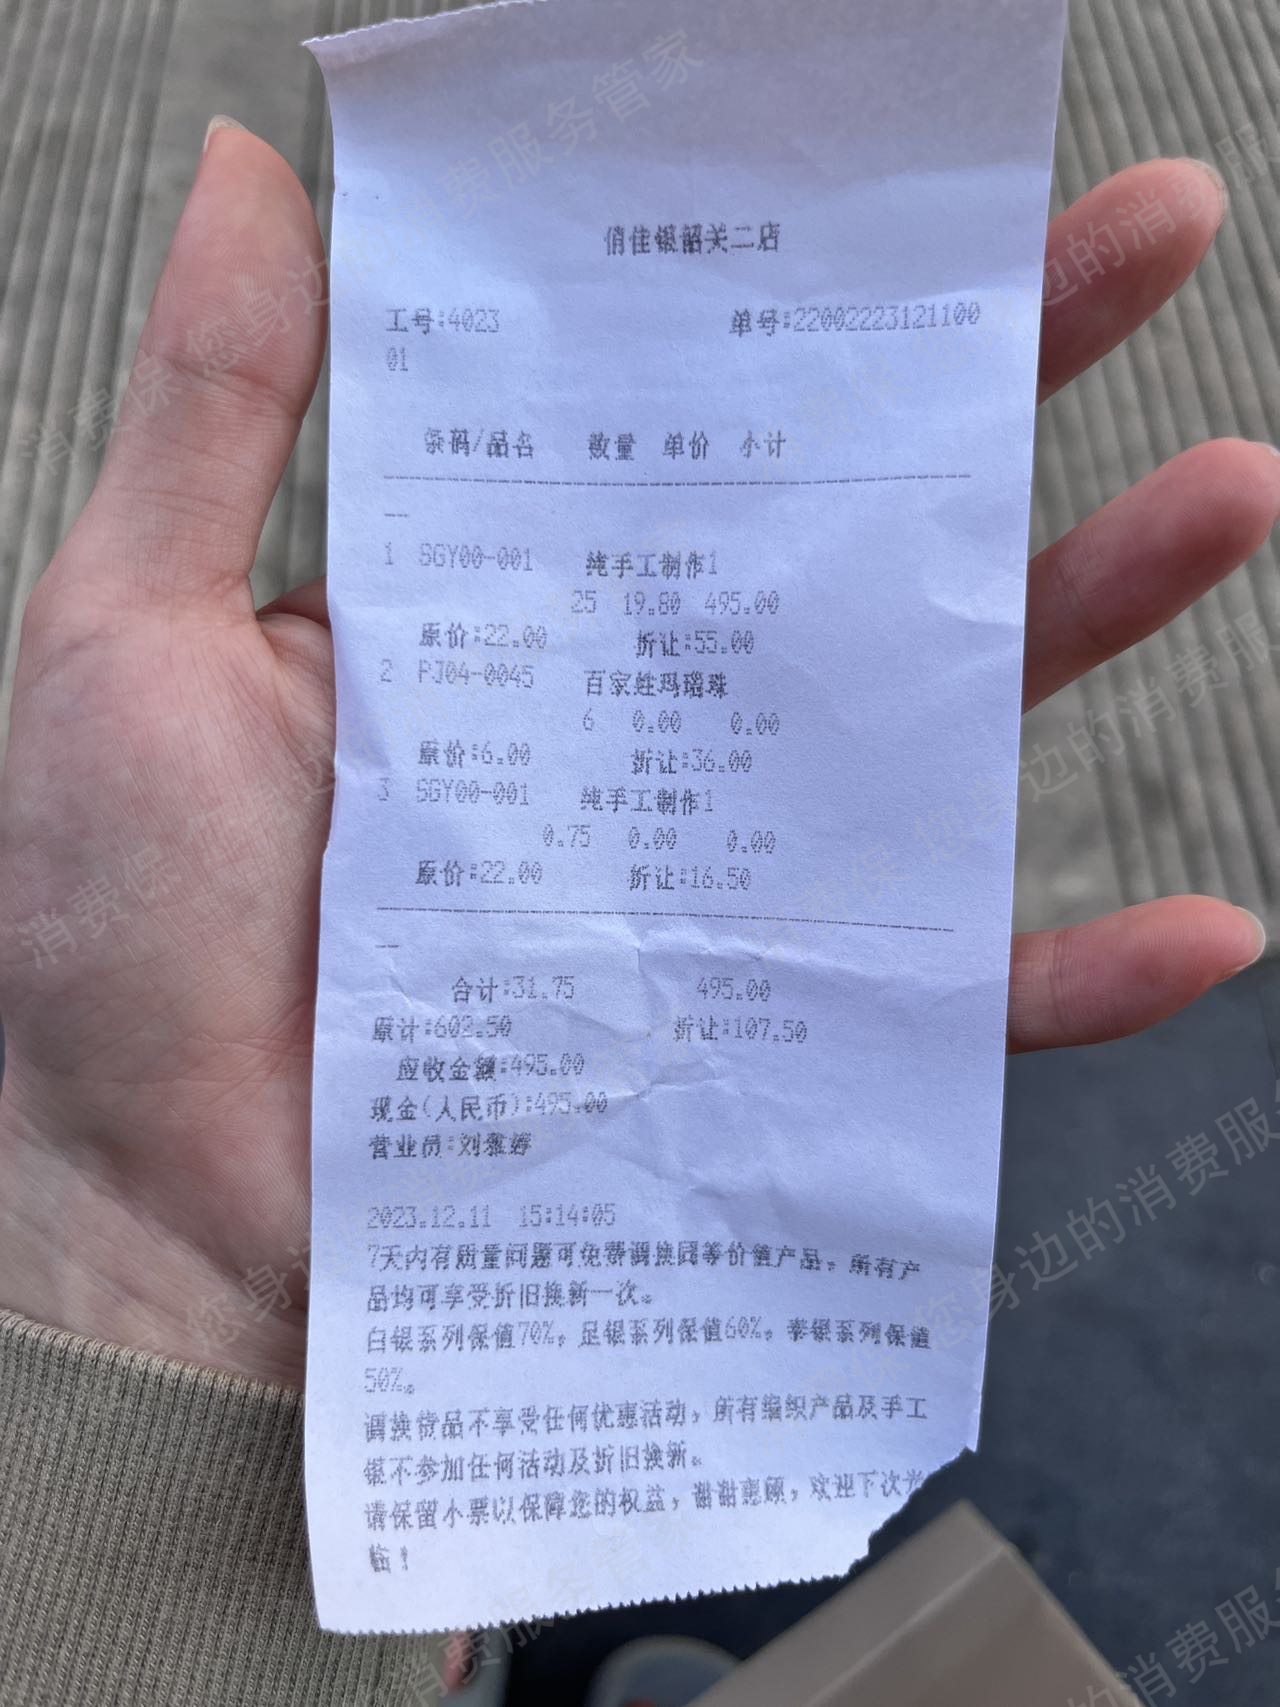 俏佳银韶关二店
工号:4023 单号:22002223121100
01
条码/品名 数量 单价 小计
1 SGY00-001 纯手工制作1
25 19.80 495.00
原价:22.00 折让:55.00
2 PJ04-0045 百家姓玛瑙珠
6 0.00 0.00
原价:6.00 折让:36.00
3 SGY00-001 纯手工制作1
0.75 0.00 0.00
原价:22.00 折让:16.50
合计:31.75 495.00
原计:602.50 折让:107.50
应收金额:495.00
现金(人民币):495.00
营业员:刘雅婷
2023.12.11 15:14:05
7天内有质量问题可免费调换同等价值产品，所有产
品均可享受折旧换新一次。
白银系列保值70%，足银系列保值60%，泰银系列保值
50%。
调换货品不享受任何优惠活动，所有编织产品及手工
银不参加任何活动及折旧换新。
请保留小票以保障您的权益，谢谢惠顾，欢迎下次光
临！
消费保 您身边的消费服务管家